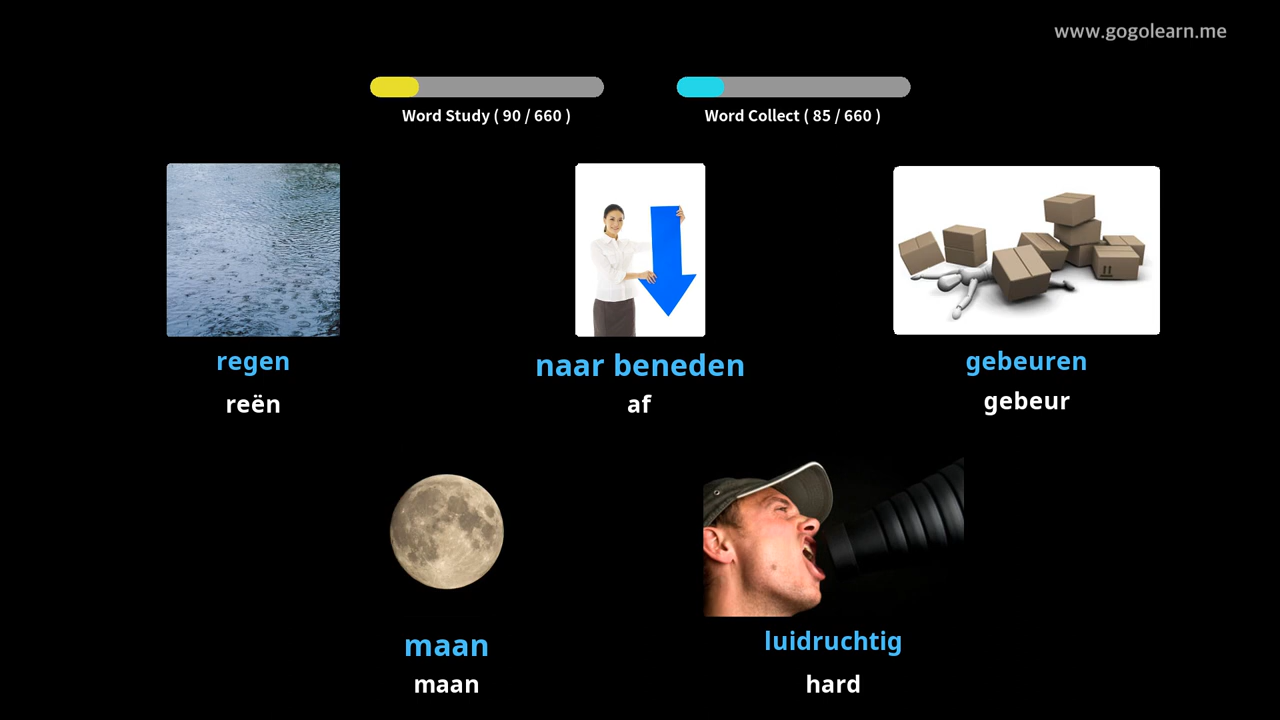 www.gogolearn.me
Word Study ( 90 / 660 )
Word Collect ( 85 / 660 )
regen
reën
naar beneden
af
gebeuren
gebeur
maan
maan
luidruchtig
hard